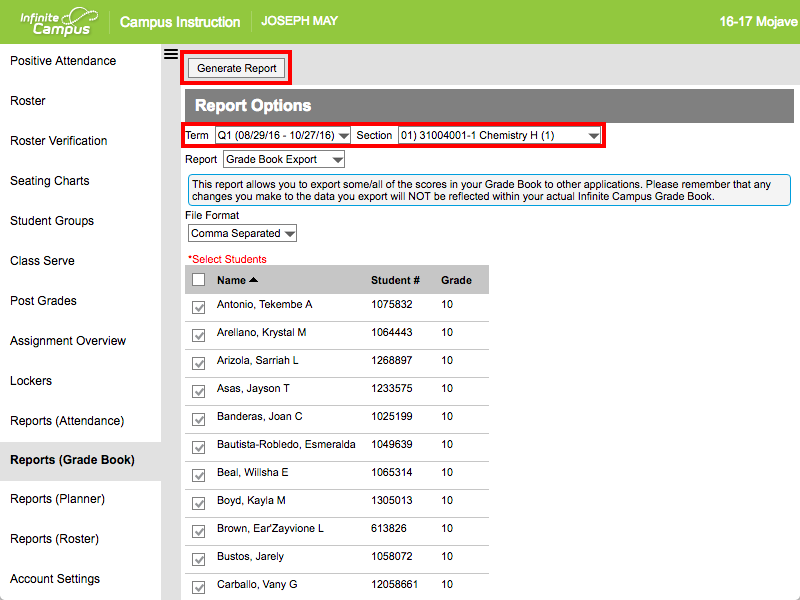 Infinite Campus
Campus Instruction
JOSEPH MAY
16-17 Mojave
Positive Attendance
Roster
Roster Verification
Seating Charts
Student Groups
Class Serve
Post Grades
Assignment Overview
Lockers
Reports (Attendance)
Reports (Grade Book)
Reports (Planner)
Reports (Roster)
Account Settings
Generate Report
Report Options
Term Q1 (08/29/16 - 10/27/16) Section 01) 31004001-1 Chemistry H (1)
Report Grade Book Export
This report allows you to export some/all of the scores in your Grade Book to other applications. Please remember that any
changes you make to the data you export will NOT be reflected within your actual Infinite Campus Grade Book.
File Format
Comma Separated
*Select Students
Name Student # Grade
Antonio, Tekembe A 1075832 10
Arellano, Krystal M 1064443 10
Arizola, Sarriah L 1268897 10
Asas, Jayson T 1233575 10
Banderas, Joan C 1025199 10
Bautista-Robledo, Esmeralda 1049639 10
Beal, Willsha E 1065314 10
Boyd, Kayla M 1305013 10
Brown, Ear'Zayvione L 613826 10
Bustos, Jarely 1058072 10
Carballo, Vany G 12058661 10